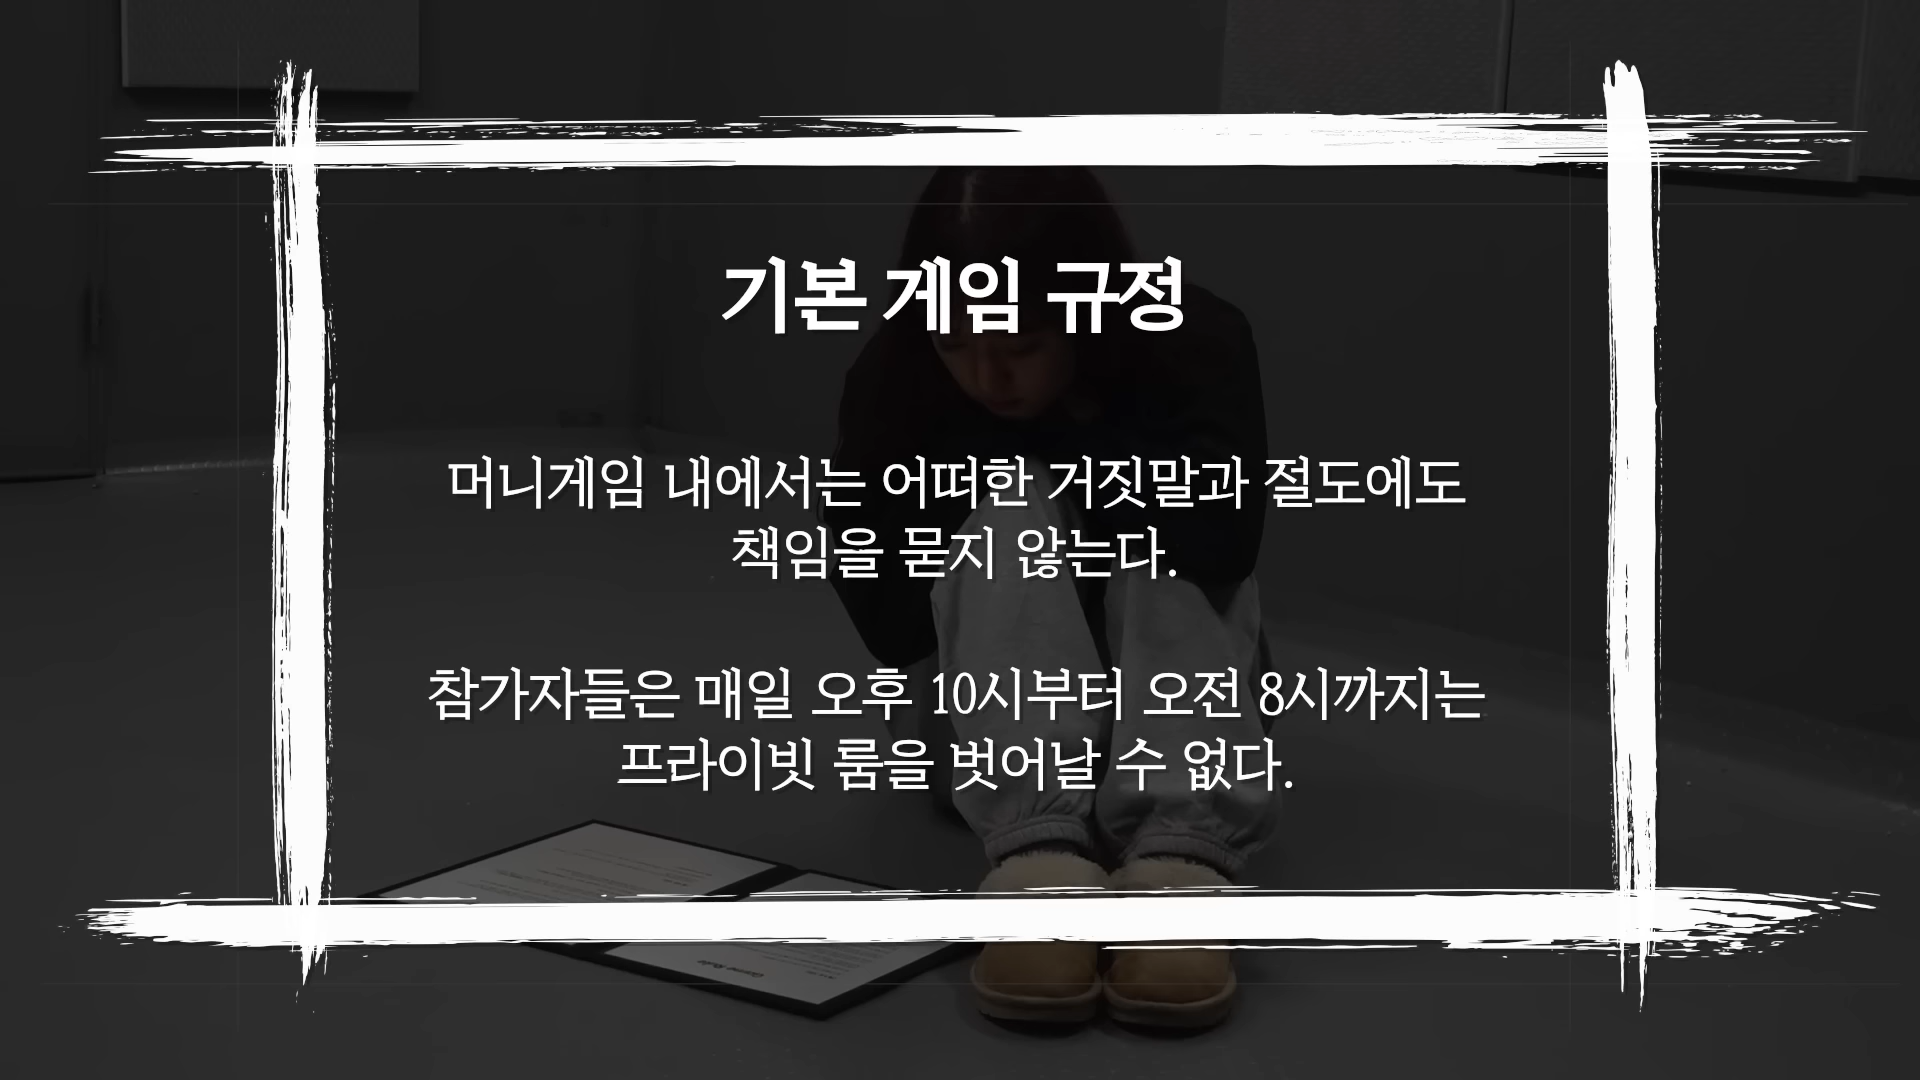 기본 게임 규정
머니게임 내에서는 어떠한 거짓말과 절도에도
책임을 묻지 않는다.
참가자들은 매일 오후 10시부터 오전 8시까지는
프라이빗 룸을 벗어날 수 없다.